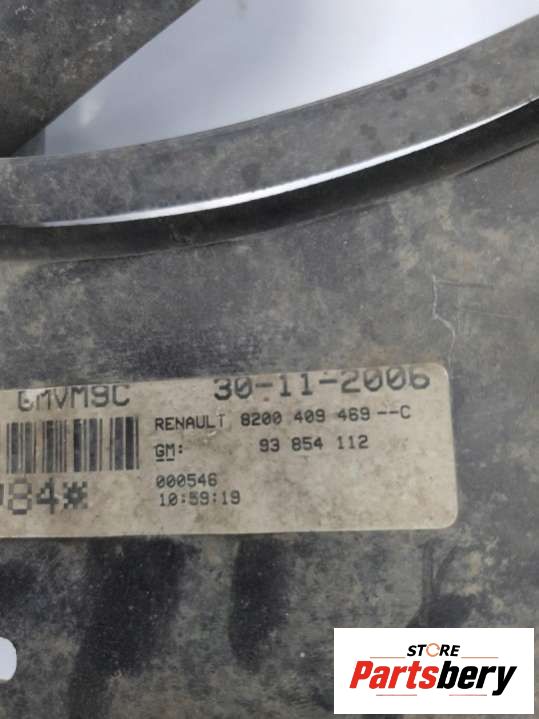 GMVM9C 30-11-2006
RENAULT 8200 409 469--C
GM: 93 854 112
000546
10:59:19
84*
STORE
Partsbery